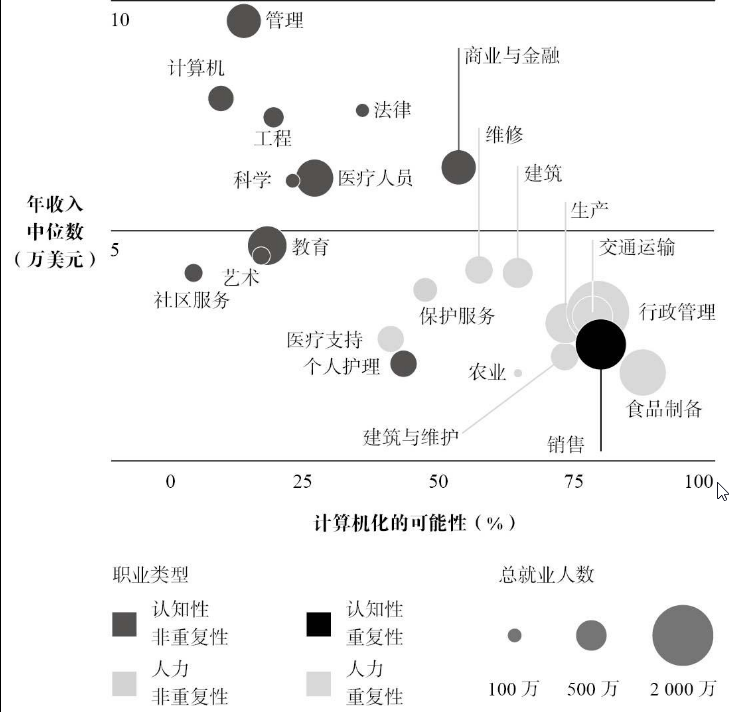 10
管理
商业与金融
计算机
法律
工程
维修
科学
医疗人员
建筑
年收入
中位数
（万美元）
生产
5
教育
交通运输
艺术
社区服务
保护服务
行政管理
医疗支持
个人护理
农业
食品制备
建筑与维护
销售
0
25
50
75
100
计算机化的可能性（%）
职业类型
总就业人数
认知性
非重复性
认知性
重复性
人力
非重复性
人力
重复性
100 万
500 万
2 000 万